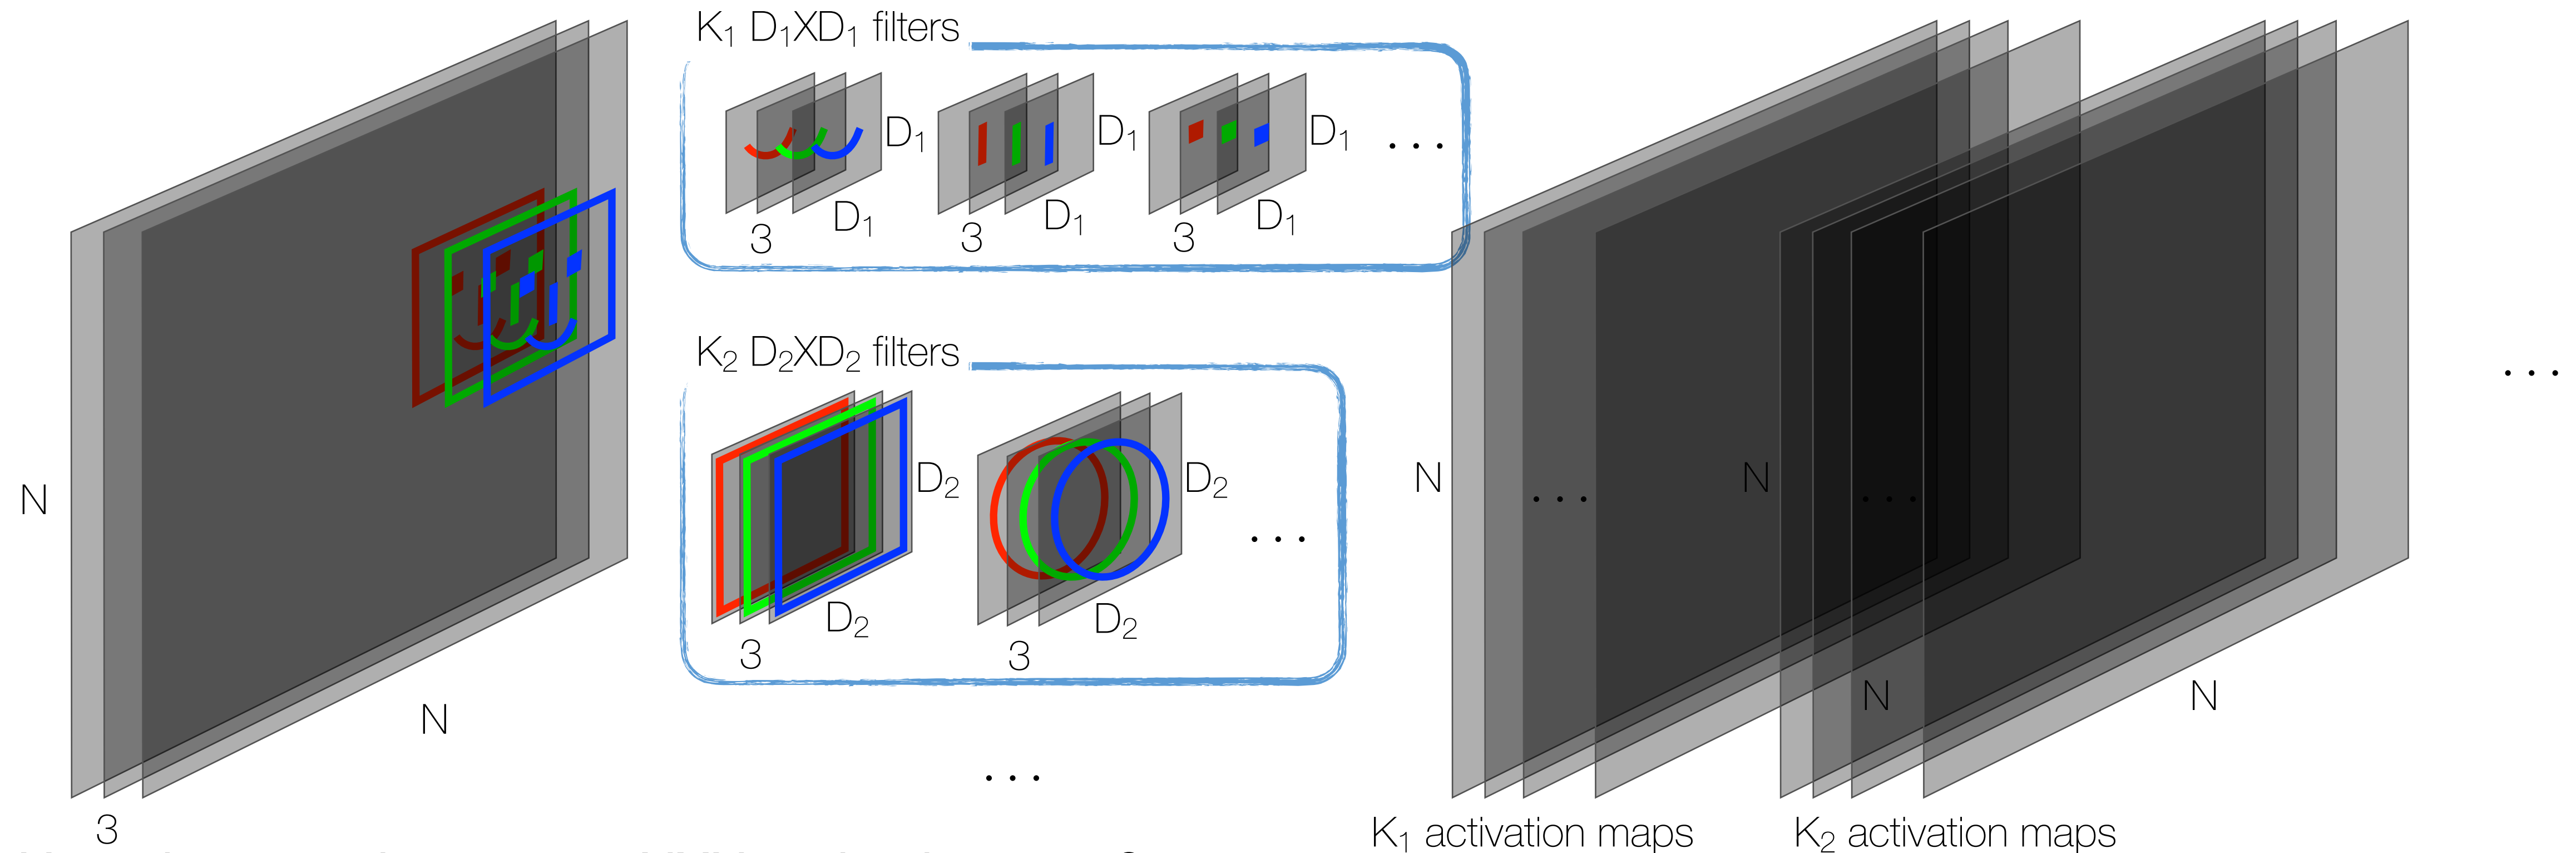 N
N
3
K₁ D₁XD₁ filters
D₁
D₁
3
D₁
D₁
3
D₁
D₁
3
. . .
K₂ D₂XD₂ filters
D₂
D₂
3
D₂
D₂
3
. . .
. . .
N
. . .
N
K₁ activation maps
N
. . .
N
K₂ activation maps
. . .